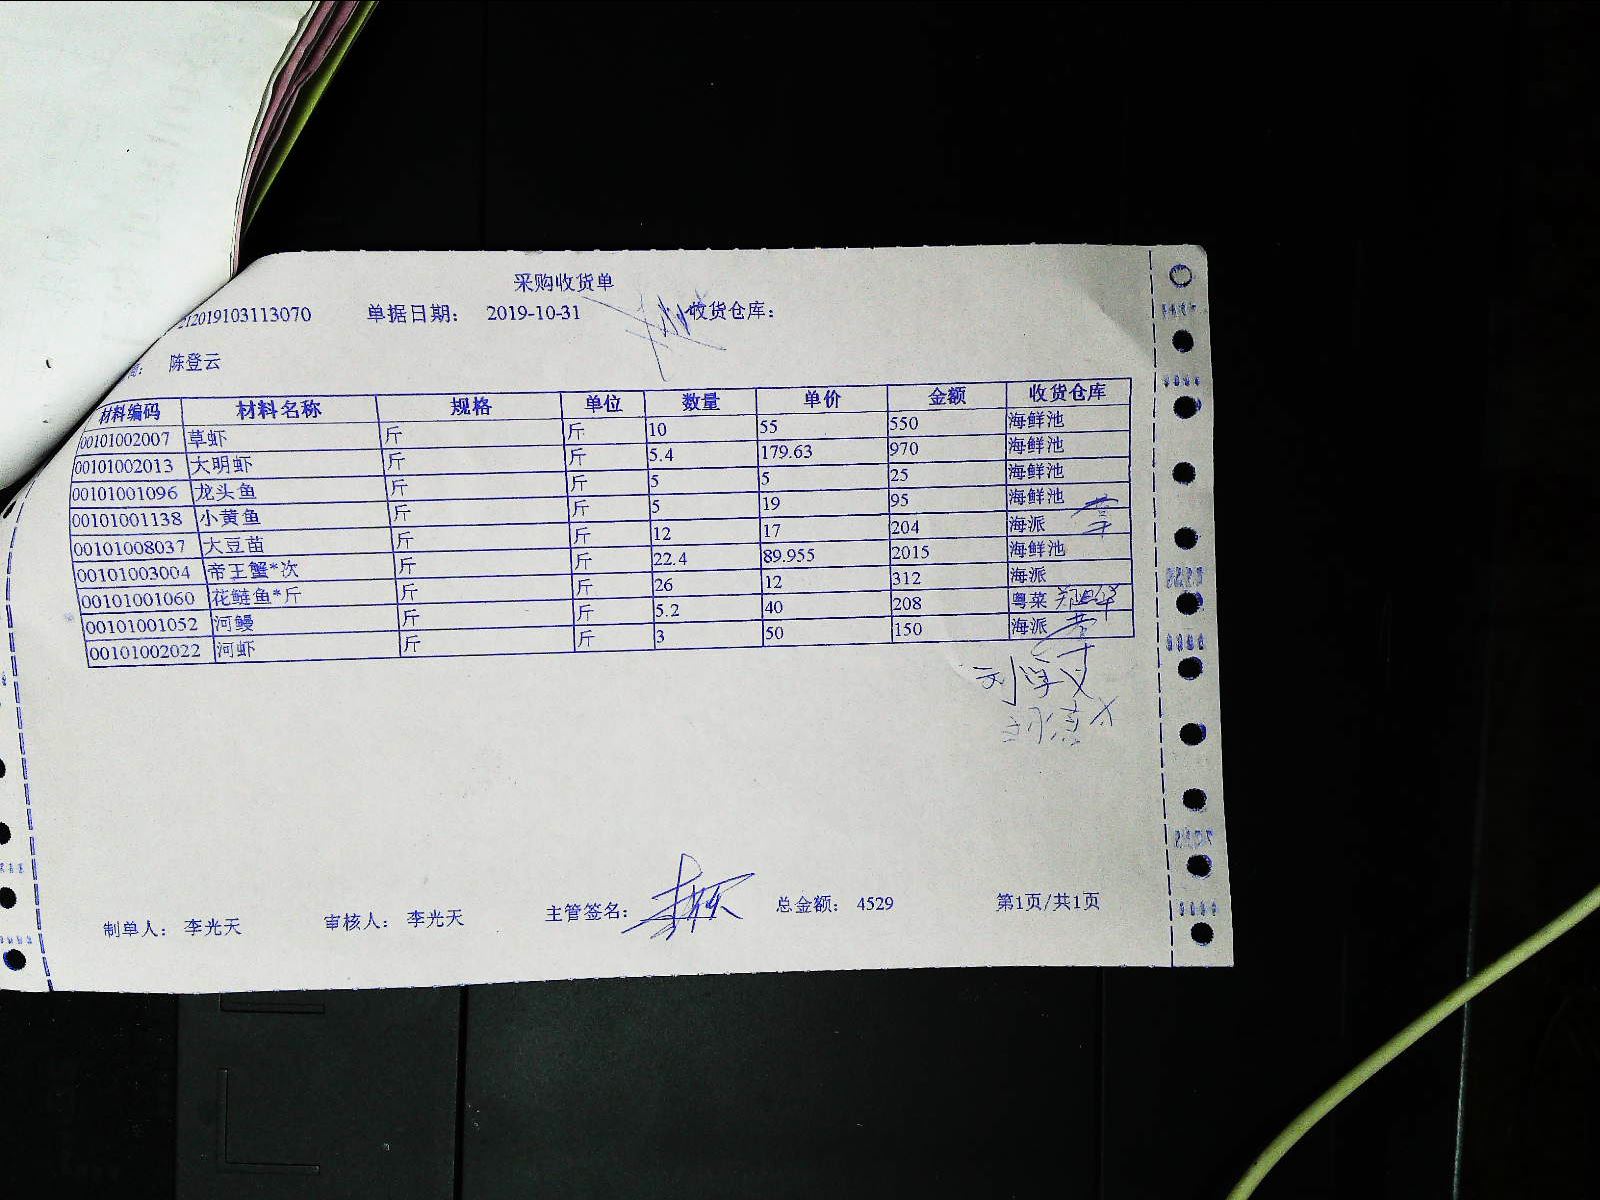 采购收货单
212019103113070 单据日期： 2019-10-31 收货仓库：
陈登云
材料编码 材料名称 规格 单位 数量 单价 金额 收货仓库
00101002007 草虾 斤 斤 10 55 550 海鲜池
00101002013 大明虾 斤 斤 5.4 179.63 970 海鲜池
00101001096 龙头鱼 斤 斤 5 5 25 海鲜池
00101001138 小黄鱼 斤 斤 5 19 95 海鲜池
00101008037 大豆苗 斤 斤 12 17 204 海派
00101003004 帝王蟹*次 斤 斤 22.4 89.955 2015 海鲜池
00101001060 花鲢鱼*斤 斤 斤 26 12 312 海派
00101001052 河鳗 斤 斤 5.2 40 208 粤菜
00101002022 河虾 斤 斤 3 50 150 海派
制单人： 李光天 审核人： 李光天 主管签名： 总金额： 4529 第1页/共1页